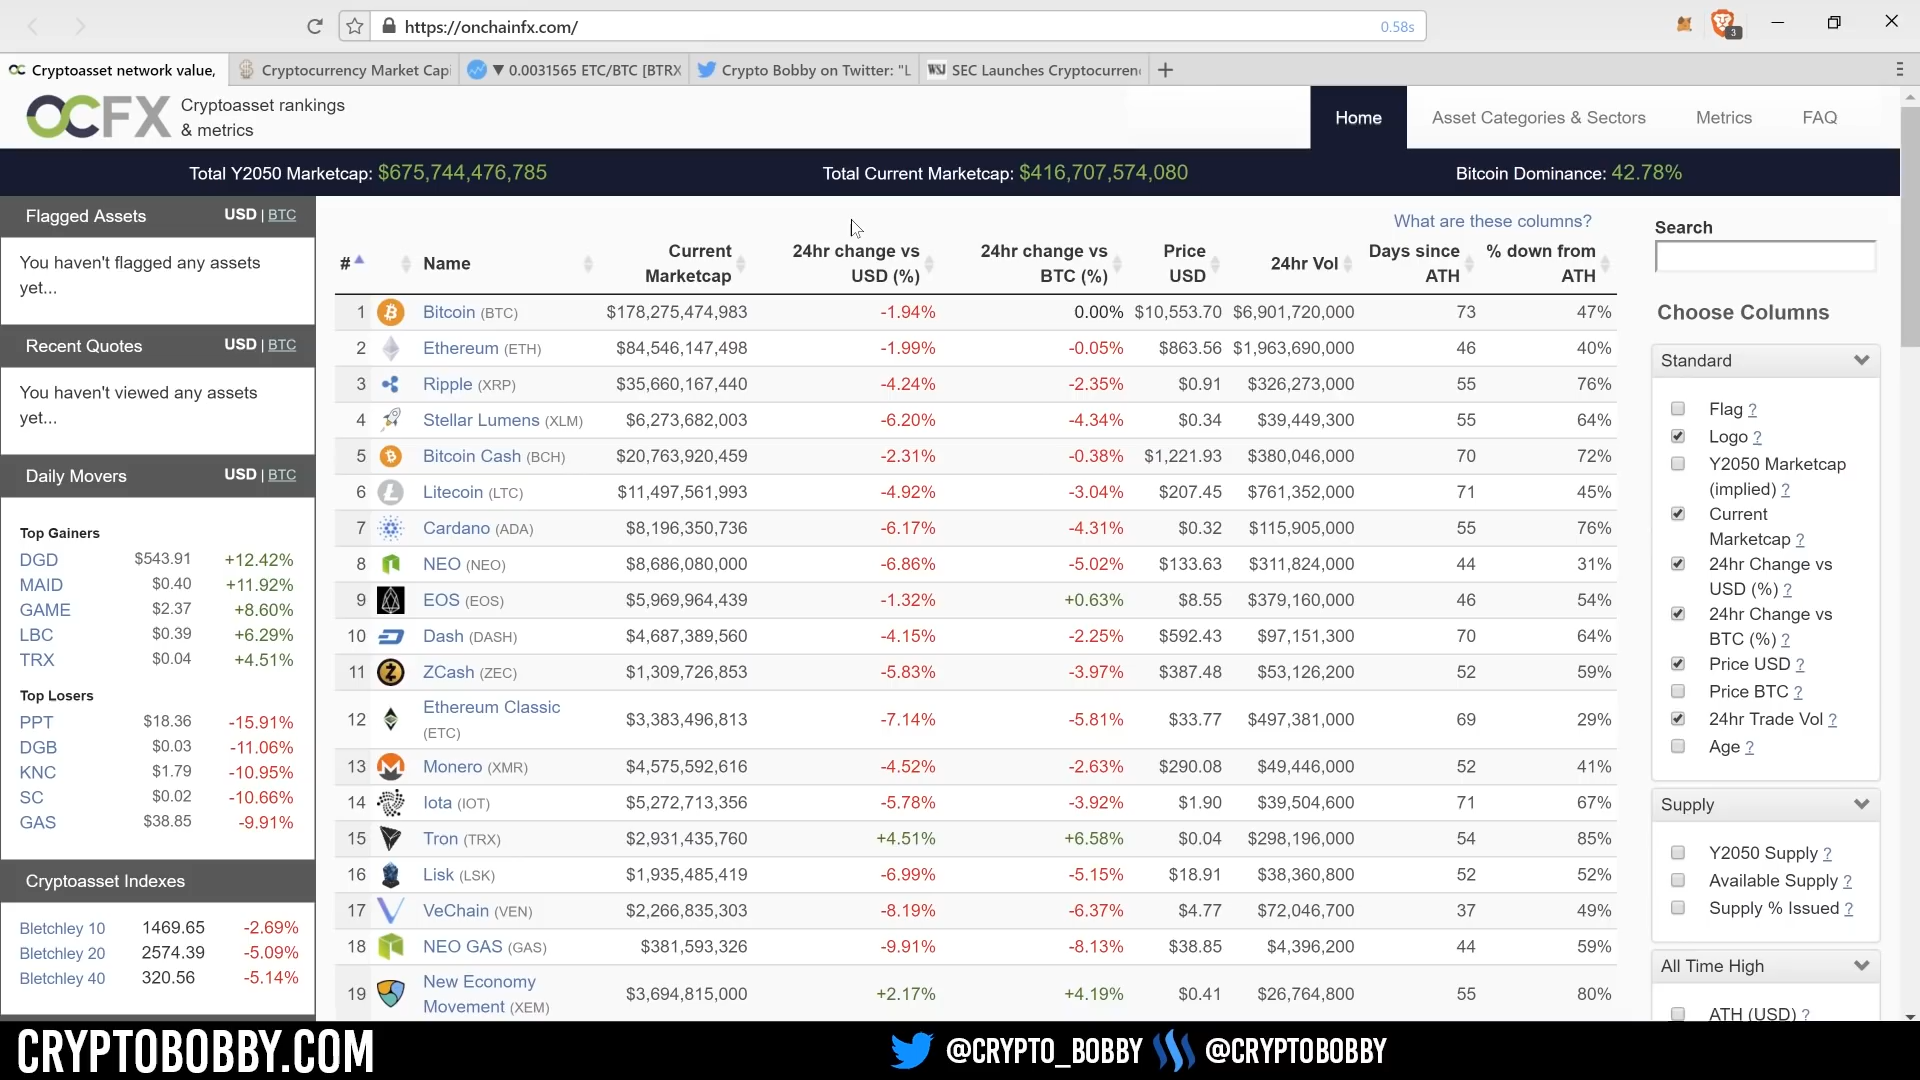 https://onchainfx.com/
0.58s
3
Cryptoasset network value,
Cryptocurrency Market Cap
▼ 0.0031565 ETC/BTC [BTRX
Crypto Bobby on Twitter: "L
WSJ
SEC Launches Cryptocurren
OCFX
Cryptoasset rankings
& metrics
Home
Asset Categories & Sectors
Metrics
FAQ
Total Y2050 Marketcap: $675,744,476,785
Total Current Marketcap: $416,707,574,080
Bitcoin Dominance: 42.78%
Flagged Assets
USD | BTC
You haven't flagged any assets
yet...
Recent Quotes
USD | BTC
You haven't viewed any assets
yet...
Daily Movers
USD | BTC
Top Gainers
DGD $543.91 +12.42%
MAID $0.40 +11.92%
GAME $2.37 +8.60%
LBC $0.39 +6.29%
TRX $0.04 +4.51%
Top Losers
PPT $18.36 -15.91%
DGB $0.03 -11.06%
KNC $1.79 -10.95%
SC $0.02 -10.66%
GAS $38.85 -9.91%
Cryptoasset Indexes
Bletchley 10 1469.65 -2.69%
Bletchley 20 2574.39 -5.09%
Bletchley 40 320.56 -5.14%
What are these columns?
# Name Current Marketcap 24hr change vs USD (%) 24hr change vs BTC (%) Price USD 24hr Vol Days since ATH % down from ATH
1 Bitcoin (BTC) $178,275,474,983 -1.94% 0.00% $10,553.70 $6,901,720,000 73 47%
2 Ethereum (ETH) $84,546,147,498 -1.99% -0.05% $863.56 $1,963,690,000 46 40%
3 Ripple (XRP) $35,660,167,440 -4.24% -2.35% $0.91 $326,273,000 55 76%
4 Stellar Lumens (XLM) $6,273,682,003 -6.20% -4.34% $0.34 $39,449,300 55 64%
5 Bitcoin Cash (BCH) $20,763,920,459 -2.31% -0.38% $1,221.93 $380,046,000 70 72%
6 Litecoin (LTC) $11,497,561,993 -4.92% -3.04% $207.45 $761,352,000 71 45%
7 Cardano (ADA) $8,196,350,736 -6.17% -4.31% $0.32 $115,905,000 55 76%
8 NEO (NEO) $8,686,080,000 -6.86% -5.02% $133.63 $311,824,000 44 31%
9 EOS (EOS) $5,969,964,439 -1.32% +0.63% $8.55 $379,160,000 46 54%
10 Dash (DASH) $4,687,389,560 -4.15% -2.25% $592.43 $97,151,300 70 64%
11 ZCash (ZEC) $1,309,726,853 -5.83% -3.97% $387.48 $53,126,200 52 59%
12 Ethereum Classic (ETC) $3,383,496,813 -7.14% -5.81% $33.77 $497,381,000 69 29%
13 Monero (XMR) $4,575,592,616 -4.52% -2.63% $290.08 $49,446,000 52 41%
14 Iota (IOT) $5,272,713,356 -5.78% -3.92% $1.90 $39,504,600 71 67%
15 Tron (TRX) $2,931,435,760 +4.51% +6.58% $0.04 $298,196,000 54 85%
16 Lisk (LSK) $1,935,485,419 -6.99% -5.15% $18.91 $38,360,800 52 52%
17 VeChain (VEN) $2,266,835,303 -8.19% -6.37% $4.77 $72,046,700 37 49%
18 NEO GAS (GAS) $381,593,326 -9.91% -8.13% $38.85 $4,396,200 44 59%
19 New Economy Movement (XEM) $3,694,815,000 +2.17% +4.19% $0.41 $26,764,800 55 80%
Search
Choose Columns
Standard
Flag ?
Logo ?
Y2050 Marketcap
(implied) ?
Current
Marketcap ?
24hr Change vs
USD (%) ?
24hr Change vs
BTC (%) ?
Price USD ?
Price BTC ?
24hr Trade Vol ?
Age ?
Supply
Y2050 Supply ?
Available Supply ?
Supply % Issued ?
All Time High
ATH (USD) ?
CRYPTOBOBBY.COM
@CRYPTO_BOBBY
@CRYPTOBOBBY